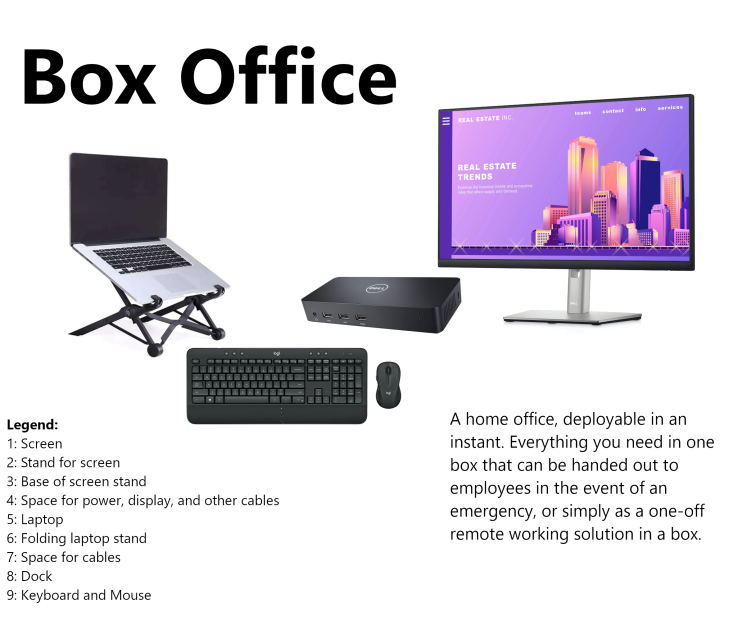 Box Office
REAL ESTATE INC.
teams contact info services
REAL ESTATE
TRENDS
DELL
logi
Legend:
1: Screen
2: Stand for screen
3: Base of screen stand
4: Space for power, display, and other cables
5: Laptop
6: Folding laptop stand
7: Space for cables
8: Dock
9: Keyboard and Mouse
A home office, deployable in an
instant. Everything you need in one
box that can be handed out to
employees in the event of an
emergency, or simply as a one-off
remote working solution in a box.